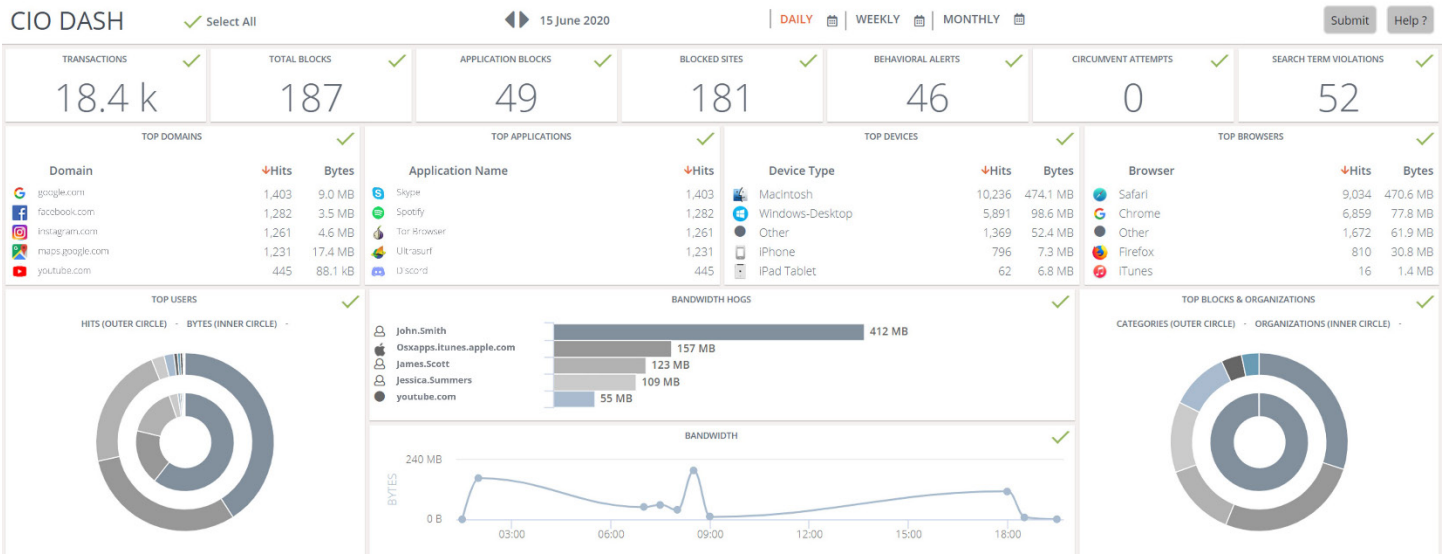 CIO DASH
Select All
15 June 2020
DAILY
WEEKLY
MONTHLY
Submit
Help ?
TRANSACTIONS
18.4 k
TOTAL BLOCKS
187
APPLICATION BLOCKS
49
BLOCKED SITES
181
BEHAVIORAL ALERTS
46
CIRCUMVENT ATTEMPTS
0
SEARCH TERM VIOLATIONS
52
TOP DOMAINS
Domain Hits Bytes
google.com 1,403 9.0 MB
facebook.com 1,282 3.5 MB
instagram.com 1,261 4.6 MB
maps.google.com 1,231 17.4 MB
youtube.com 445 88.1 kB
TOP APPLICATIONS
Application Name Hits
Skype 1,403
Spotify 1,282
Tor Browser 1,261
Ultrasurf 1,231
Discord 445
TOP DEVICES
Device Type Hits Bytes
Macintosh 10,236 474.1 MB
Windows-Desktop 5,891 98.6 MB
Other 1,369 52.4 MB
iPhone 796 7.3 MB
iPad Tablet 62 6.8 MB
TOP BROWSERS
Browser Hits Bytes
Safari 9,034 470.6 MB
Chrome 6,859 77.8 MB
Other 1,672 61.9 MB
Firefox 810 30.8 MB
iTunes 16 1.4 MB
TOP USERS
HITS (OUTER CIRCLE) - BYTES (INNER CIRCLE) -
BANDWIDTH HOGS
John.Smith 412 MB
Osxapps.itunes.apple.com 157 MB
James.Scott 123 MB
Jessica.Summers 109 MB
youtube.com 55 MB
BANDWIDTH
240 MB
BYTES
0 B
03:00 06:00 09:00 12:00 15:00 18:00
TOP BLOCKS & ORGANIZATIONS
CATEGORIES (OUTER CIRCLE) - ORGANIZATIONS (INNER CIRCLE) -